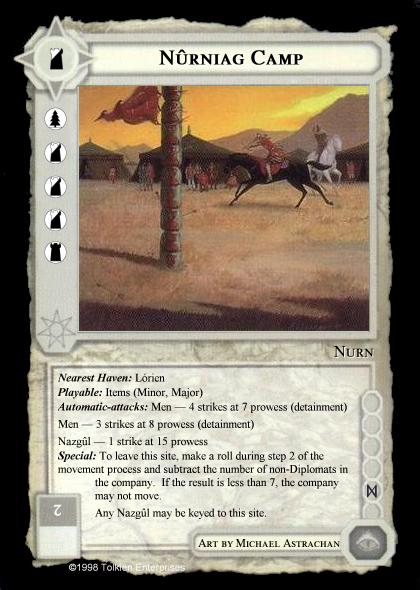 Nûrniag Camp
Nurn
Nearest Haven: Lórien
Playable: Items (Minor, Major)
Automatic-attacks: Men — 4 strikes at 7 prowess (detainment)
Men — 3 strikes at 8 prowess (detainment)
Nazgûl — 1 strike at 15 prowess
Special: To leave this site, make a roll during step 2 of the
movement process and subtract the number of non-Diplomats in
the company. If the result is less than 7, the company
may not move.
Any Nazgûl may be keyed to this site.
2
Art by Michael Astrachan
©1998 Tolkien Enterprises